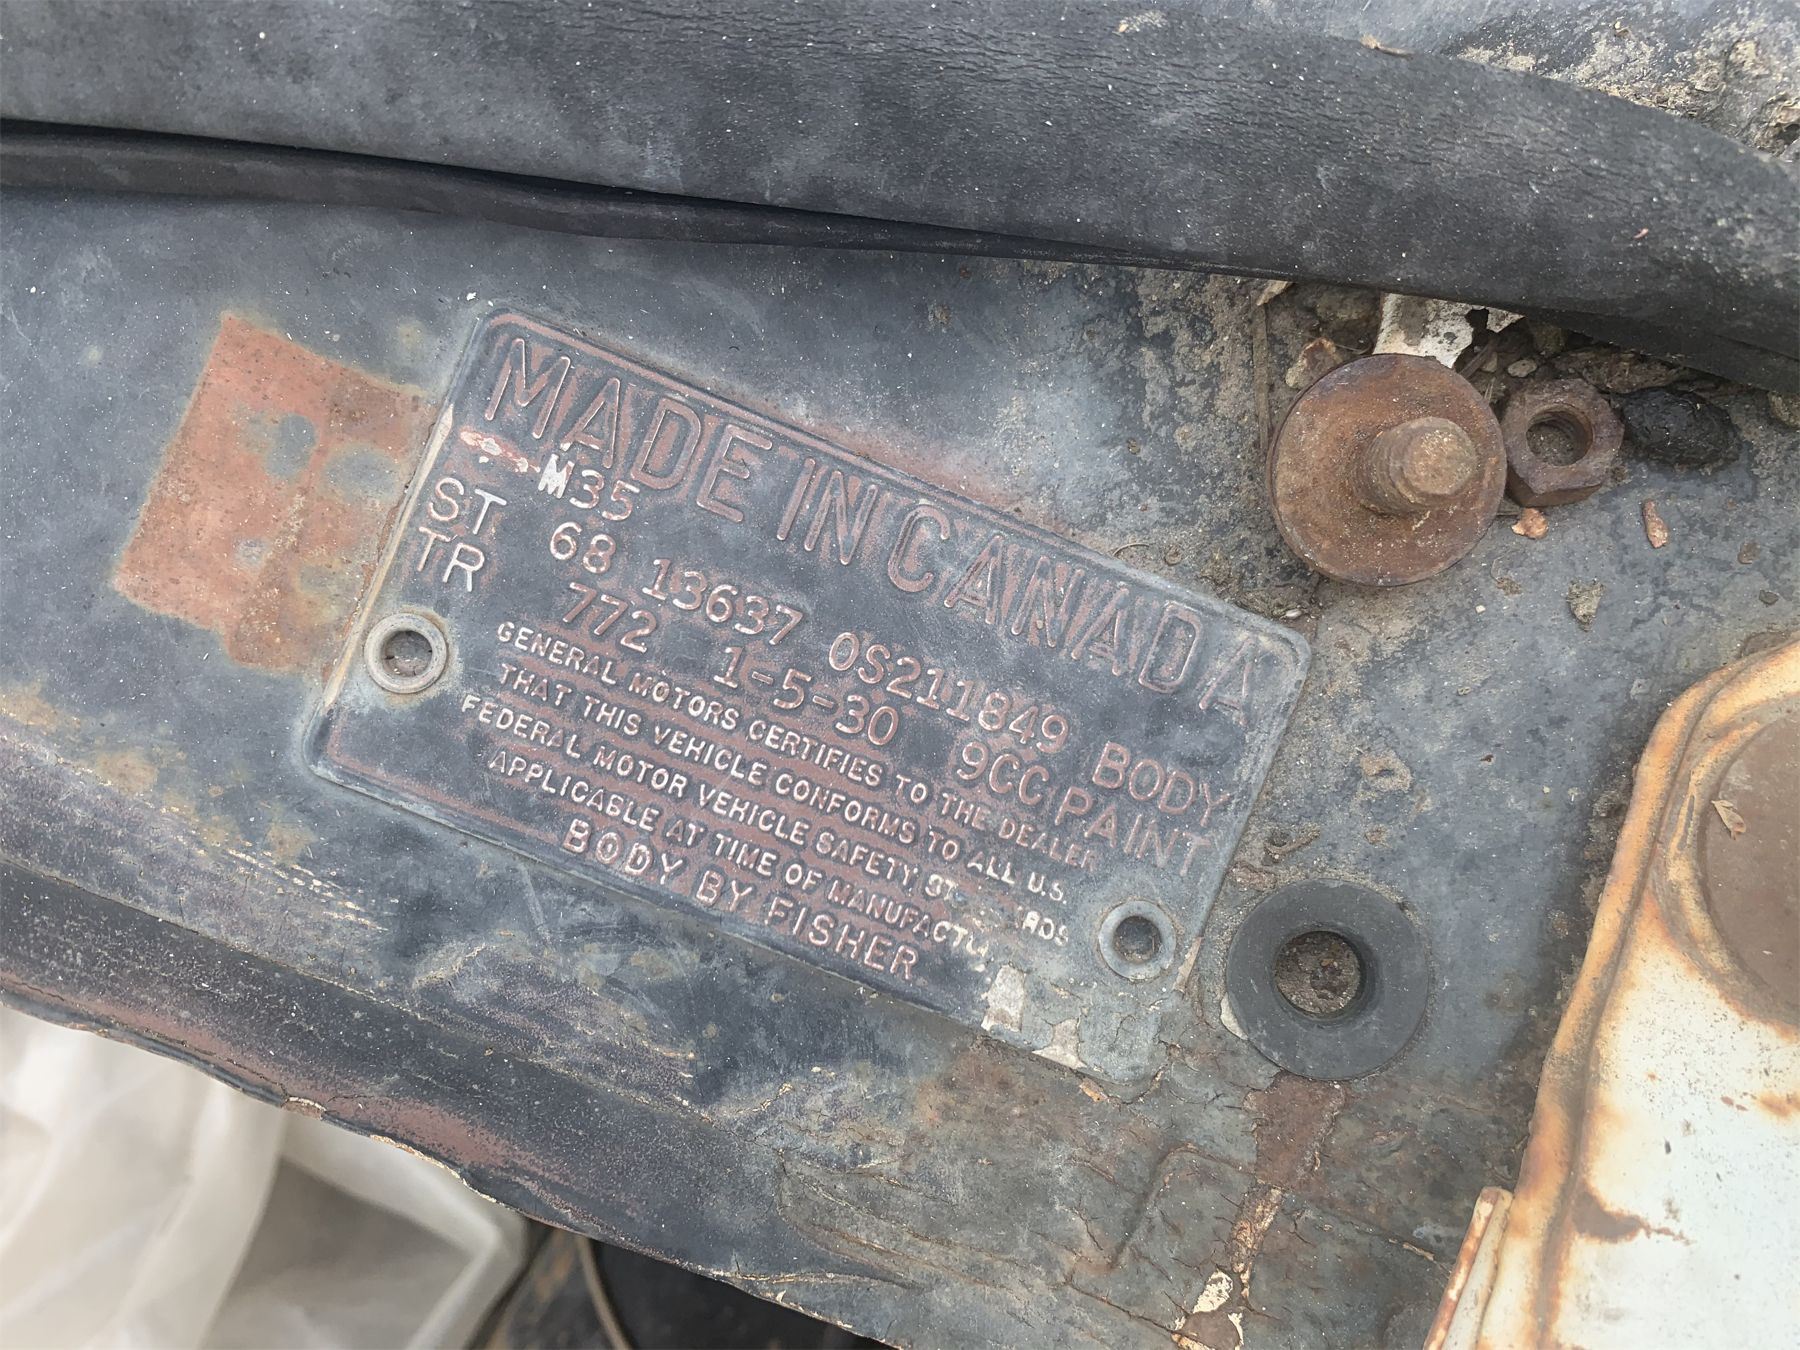 MADE IN CANADA
M35
ST 68 13637 OS211849 BODY
TR 772 1-5-30 9CC PAINT
GENERAL MOTORS CERTIFIES TO THE DEALER
THAT THIS VEHICLE CONFORMS TO ALL U.S.
FEDERAL MOTOR VEHICLE SAFETY
APPLICABLE AT TIME OF
BODY BY FISHER